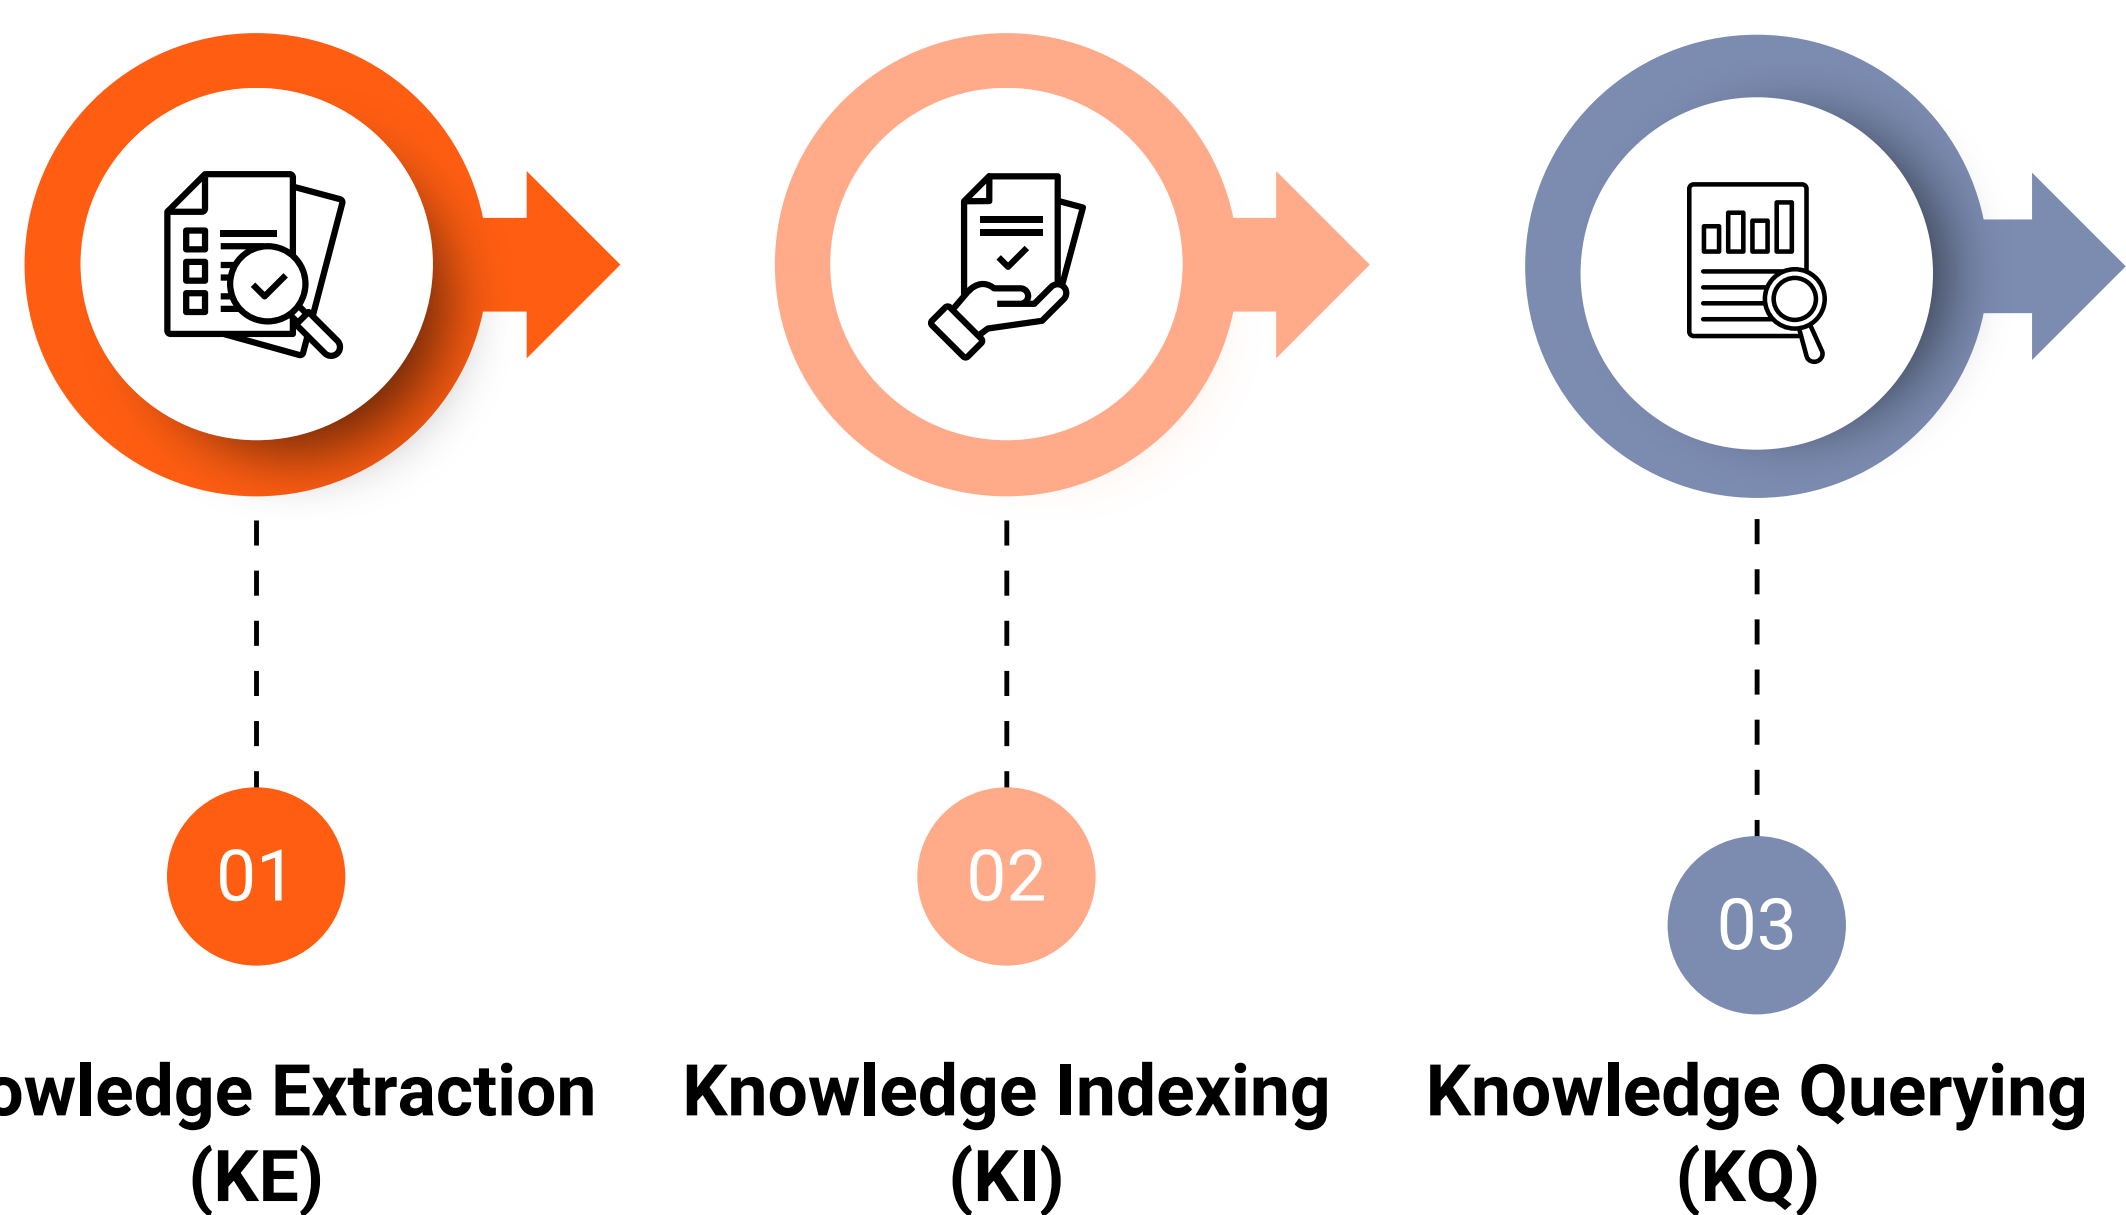 01
02
03
owledge Extraction
(KE)
Knowledge Indexing
(KI)
Knowledge Querying
(KQ)